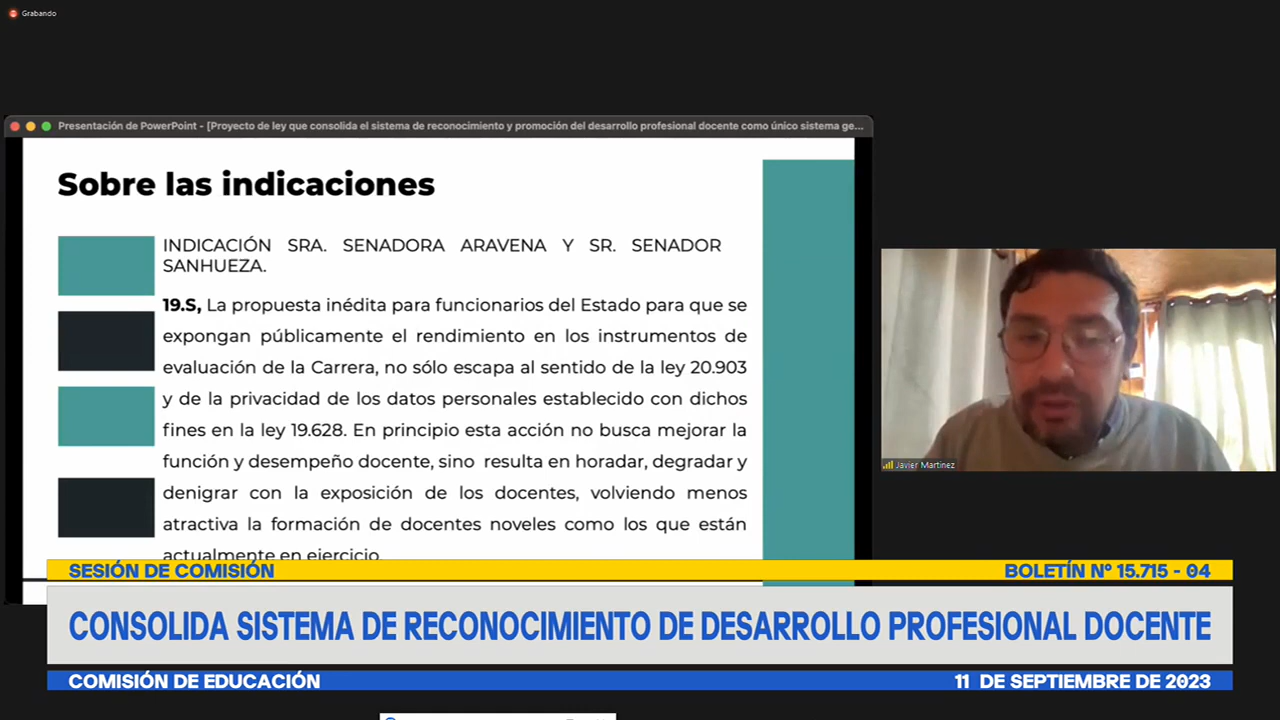 Grabando
Presentación de PowerPoint - [Proyecto de ley que consolida el sistema de reconocimiento y promoción del desarrollo profesional docente como único sistema ge...
Sobre las indicaciones
INDICACIÓN SRA. SENADORA ARAVENA Y SR. SENADOR
SANHUEZA.
19.S, La propuesta inédita para funcionarios del Estado para que se
expongan públicamente el rendimiento en los instrumentos de
evaluación de la Carrera, no sólo escapa al sentido de la ley 20.903
y de la privacidad de los datos personales establecido con dichos
fines en la ley 19.628. En principio esta acción no busca mejorar la
función y desempeño docente, sino resulta en horadar, degradar y
denigrar con la exposición de los docentes, volviendo menos
atractiva la formación de docentes noveles como los que están
actualmente en ejercicio.
Javier Martínez
SESIÓN DE COMISIÓN
BOLETÍN N° 15.715 - 04
CONSOLIDA SISTEMA DE RECONOCIMIENTO DE DESARROLLO PROFESIONAL DOCENTE
COMISIÓN DE EDUCACIÓN
11 DE SEPTIEMBRE DE 2023